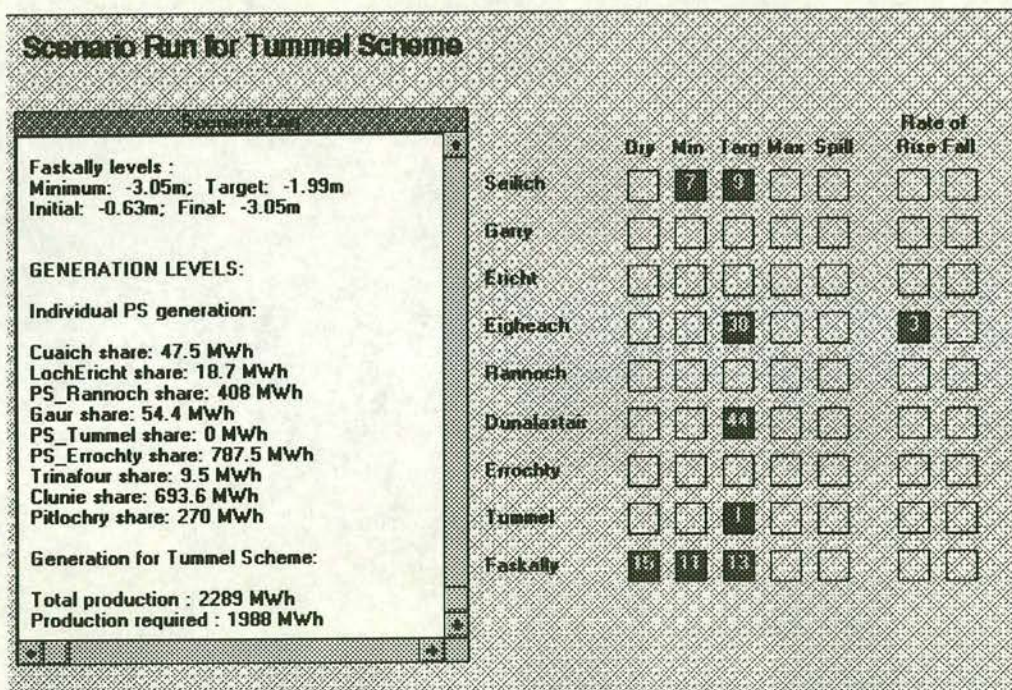 Scenario Run for Tummel Scheme
Scenario Log
Faskally levels :
Minimum: -3.05m; Target: -1.99m
Initial: -0.63m; Final: -3.05m
GENERATION LEVELS:
Individual PS generation:
Cuaich share: 47.5 MWh
LochEricht share: 18.7 MWh
PS_Rannoch share: 408 MWh
Gaur share: 54.4 MWh
PS_Tummel share: 0 MWh
PS_Errochty share: 787.5 MWh
Trinafour share: 9.5 MWh
Clunie share: 693.6 MWh
Pitlochry share: 270 MWh
Generation for Tummel Scheme:
Total production : 2289 MWh
Production required : 1988 MWh
Rate of
Dry Min Targ Max Spill Rise Fall
Seilich 7 9
Garry
Ericht
Eigheach 30 3
Rannoch
Dunalastair 44
Errochty
Tummel 1
Faskally 15 11 13